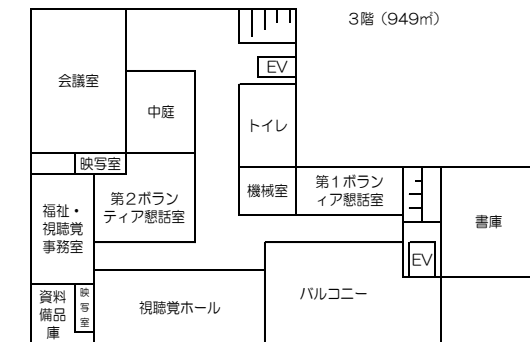 3階（949㎡）
EV
会議室
中庭
トイレ
映写室
機械室
第1ボラン
ィア懇話室
第2ボラン
ティア懇話室
福祉・
視聴覚
事務室
書庫
EV
資料
備品
庫
映
写
室
視聴覚ホール
バルコニー